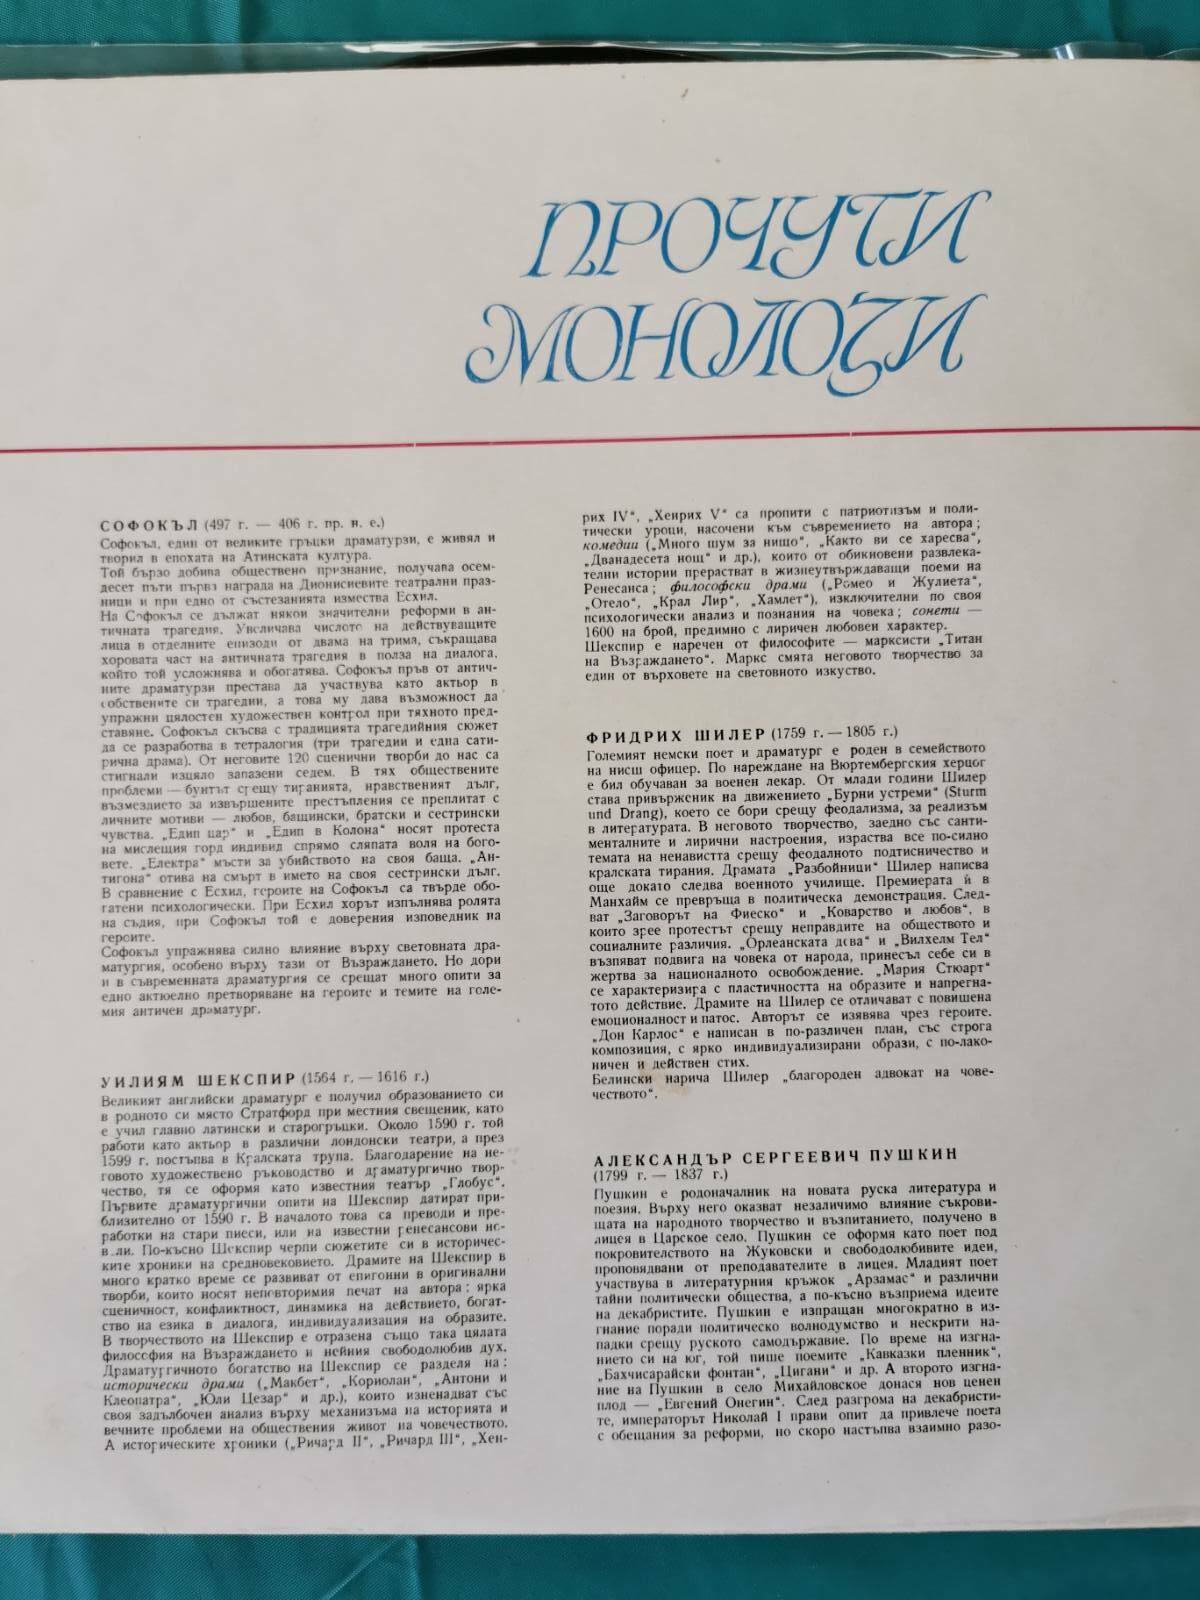 ПРОЧУТИ
МОНОЛОЗИ
СОФОКЪЛ (497 г. — 406 г. пр. н. е.)
Софокъл, един от великите гръцки драматурзи, е живял и
творил в епохата на Атинската култура.
Той бързо добива обществено признание, получава осем-
десет пъти първа награда на Дионисиевите театрални праз-
ници и при едно от състезанията измества Есхил.
На Софокъл се дължат някои значителни реформи в ан-
тичната трагедия. Увеличава числото на действуващите
лица в отделните епизоди от двама на трима, съкращава
хоровата част на античната трагедия в полза на диалога,
който той усложнява и обогатява. Софокъл пръв от антич-
ните драматурзи престава да участвува като актьор в
собствените си трагедии, а това му дава възможност да
упражни цялостен художествен контрол при тяхното пред-
ставяне. Софокъл скъсва с традицията трагедийния сюжет
да се разработва в тетралогия (три трагедии и една сати-
рична драма). От неговите 120 сценични творби до нас са
стигнали изцяло запазени седем. В тях обществените
проблеми — бунтът срещу тиранията, нравственият дълг,
възмездието за извършените престъпления се преплитат с
личните мотиви — любов, бащински, братски и сестрински
чувства. „Едип цар“ и „Едип в Колона“ носят протеста
на мислещия горд индивид спрямо сляпата воля на бого-
вете. „Електра“ мъсти за убийството на своя баща. „Ан-
тигона“ отива на смърт в името на своя сестрински дълг.
В сравнение с Есхил, героите на Софокъл са твърде обо-
гатени психологически. При Есхил хорът изпълнява ролята
на съдия, при Софокъл той е доверения изповедник на
героите.
Софокъл упражнява силно влияние върху световната дра-
матургия, особено върху тази от Възраждането. Но дори
и в съвременната драматургия се срещат много опити за
едно актюелно претворяване на героите и темите на голе-
мия античен драматург.
УИЛИЯМ ШЕКСПИР (1564 г. — 1616 г.)
Великият английски драматург е получил образованието си
в родното си място Стратфорд при местния свещеник, като
е учил главно латински и старогръцки. Около 1590 г. той
работи като актьор в различни лондонски театри, а през
1599 г. постъпва в Кралската трупа. Благодарение на не-
говото художествено ръководство и драматургично твор-
чество, тя се оформя като известния театър „Глобус“.
Първите драматургични опити на Шекспир датират при-
близително от 1590 г. В началото това са преводи и пре-
работки на стари пиеси, или на известни ренесансови но-
вели. По-късно Шекспир черпи сюжетите си в историчес-
ките хроники на средновековието. Драмите на Шекспир в
много кратко време се развиват от епигонни в оригинални
творби, които носят неповторимия печат на автора: ярка
сценичност, конфликтност, динамика на действието, богат-
ство на езика в диалога, индивидуализация на образите.
В творчеството на Шекспир е отразена също така цялата
философия на Възраждането и нейния свободолюбив дух.
Драматургичното богатство на Шекспир се разделя на:
исторически драми („Макбет“, „Кориолан“, „Антони и
Клеопатра“, „Юли Цезар“ и др.), които изненадват със
своя задълбочен анализ върху механизъма на историята и
вечните проблеми на обществения живот на човечеството.
А историческите хроники („Ричард II“, „Ричард III“, „Хен-
рих IV“, „Хенрих V“ са пропити с патриотизъм и поли-
тически уроци, насочени към съвремението на автора;
комедии („Много шум за нищо“, „Както ви се харесва“,
„Дванадесета нощ“ и др.), които от обикновени развлека-
телни истории прерастват в жизнеутвърждаващи поеми на
Ренесанса; философски драми („Ромео и Жулиета“,
„Отело“, „Крал Лир“, „Хамлет“), изключителни по своя
психологически анализ и познания на човека; сонети —
1600 на брой, предимно с лиричен любовен характер.
Шекспир е наречен от философите — марксисти „Титан
на Възраждането“. Маркс смята неговото творчество за
един от върховете на световното изкуство.
ФРИДРИХ ШИЛЕР (1759 г. — 1805 г.)
Големият немски поет и драматург е роден в семейството
на нисш офицер. По нареждане на Вюртембергския херцог
е бил обучаван за военен лекар. От млади години Шилер
става привърженик на движението „Бурни устреми“ (Sturm
und Drang), което се бори срещу феодализма, за реализъм
в литературата. В неговото творчество, заедно със санти-
менталните и лирични настроения, израства все по-силно
темата на ненавистта срещу феодалното подтисничество и
кралската тирания. Драмата „Разбойници“ Шилер написва
още докато следва военното училище. Премиерата ѝ в
Манхайм се превръща в политическа демонстрация. След-
ват „Заговорът на Фиеско“ и „Коварство и любов“, в
които зрее протестът срещу неправдите на обществото и
социалните различия. „Орлеанската дева“ и „Вилхелм Тел“
възпяват подвига на човека от народа, принесъл себе си в
жертва за националното освобождение. „Мария Стюарт“
се характеризира с пластичността на образите и напрегна-
тото действие. Драмите на Шилер се отличават с повишена
емоционалност и патос. Авторът се изявява чрез героите.
„Дон Карлос“ е написан в по-различен план, със строга
композиция, с ярко индивидуализирани образи, с по-лако-
ничен и действен стих.
Белински нарича Шилер „благороден адвокат на чове-
чеството“.
АЛЕКСАНДЪР СЕРГЕЕВИЧ ПУШКИН
(1799 г. — 1837 г.)
Пушкин е родоначалник на новата руска литература и
поезия. Върху него оказват незаличимо влияние съкрови-
щата на народното творчество и възпитанието, получено в
лицея в Царское село. Пушкин се оформя като поет под
покровителството на Жуковски и свободолюбивите идеи,
проповядвани от преподавателите в лицея. Младият поет
участвува в литературния кръжок „Арзамас“ и различни
тайни политически общества, а по-късно възприема идеите
на декабристите. Пушкин е изпращан многократно в из-
гнание поради политическо волнодумство и нескрити на-
падки срещу руското самодържавие. По време на изгна-
нието си на юг, той пише поемите „Кавказки пленник“,
„Бахчисарайски фонтан“, „Цигани“ и др. А второто изгна-
ние на Пушкин в село Михайловское донася нов ценен
плод — „Евгений Онегин“. След разгрома на декабристи-
те, императорът Николай I прави опит да привлече поета
с обещания за реформи, но скоро настъпва взаимно разо-